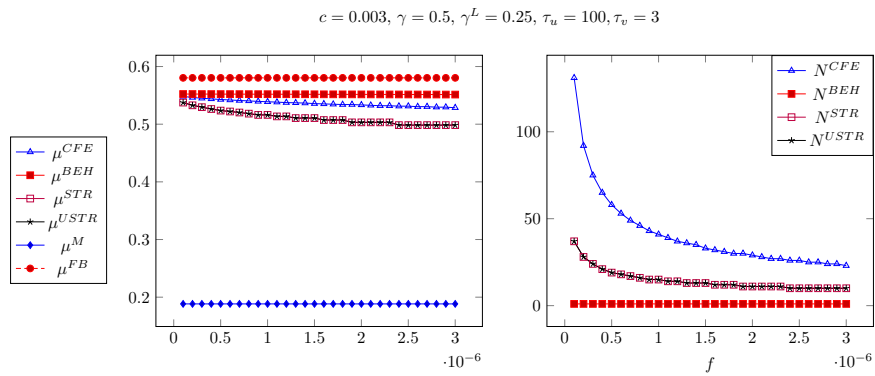 c = 0.003, γ = 0.5, γ^L = 0.25, τ_u = 100, τ_v = 3
μ^CFE
μ^BEH
μ^STR
μ^USTR
μ^M
μ^FB
0.6
0.5
0.4
0.3
0.2
0 0.5 1 1.5 2 2.5 3
·10^-6
N^CFE
N^BEH
N^STR
N^USTR
100
50
0
0 0.5 1 1.5 2 2.5 3
·10^-6
f